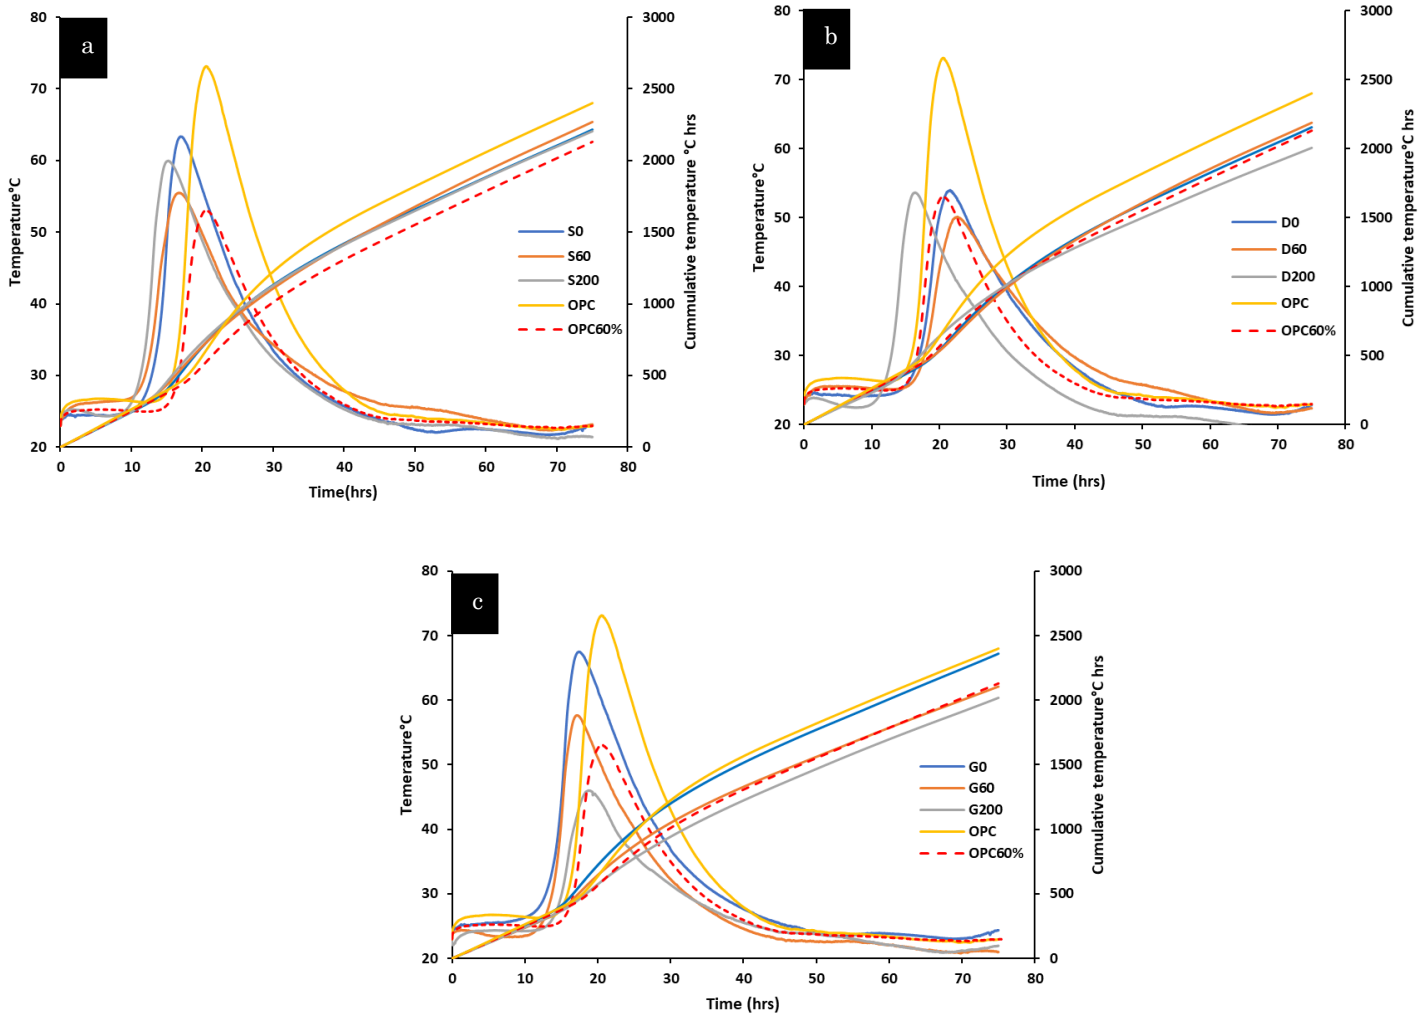 a
80
70
60
50
40
30
20
3000
2500
2000
1500
1000
500
0
0 10 20 30 40 50 60 70 80
Temperature°C
Cummulative temperature °C hrs
Time(hrs)
S0
S60
S200
OPC
OPC60%
b
80
70
60
50
40
30
20
3000
2500
2000
1500
1000
500
0
0 10 20 30 40 50 60 70 80
Temperature°C
Cumulative temperature°C hrs
Time (hrs)
D0
D60
D200
OPC
OPC60%
c
80
70
60
50
40
30
20
3000
2500
2000
1500
1000
500
0
0 10 20 30 40 50 60 70 80
Temerature°C
Cumulative temperature°C hrs
Time (hrs)
G0
G60
G200
OPC
OPC60%